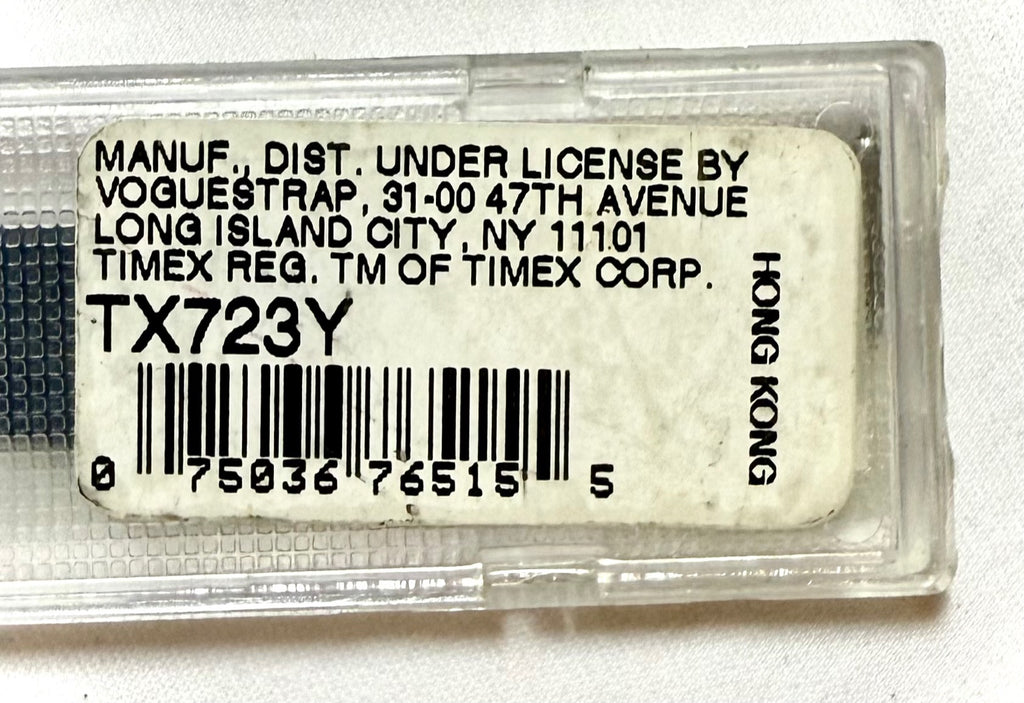 MANUF., DIST. UNDER LICENSE BY
VOGUESTRAP, 31-00 47TH AVENUE
LONG ISLAND CITY, NY 11101
TIMEX REG. TM OF TIMEX CORP.
TX723Y
0 75036 76515 5
HONG KONG